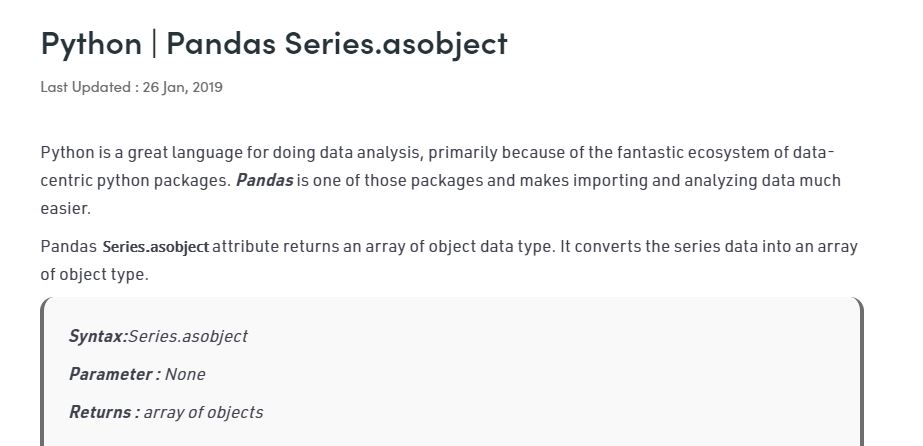 Python | Pandas Series.asobject
Last Updated : 26 Jan, 2019
Python is a great language for doing data analysis, primarily because of the fantastic ecosystem of data-
centric python packages. Pandas is one of those packages and makes importing and analyzing data much
easier.
Pandas Series.asobject attribute returns an array of object data type. It converts the series data into an array
of object type.
Syntax:Series.asobject
Parameter : None
Returns : array of objects